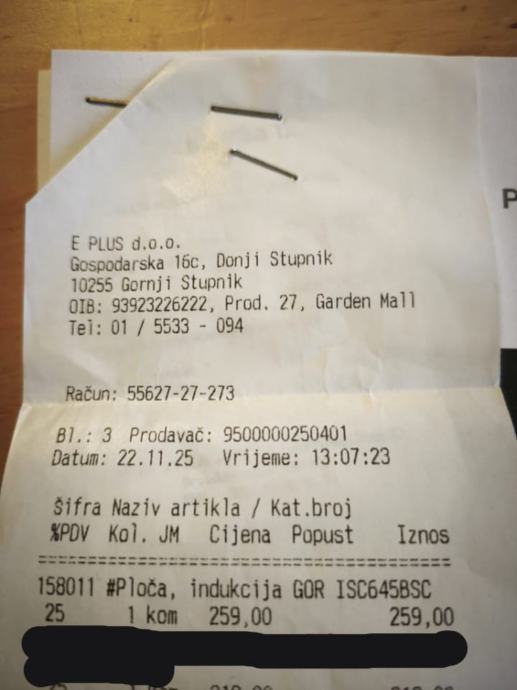 E PLUS d.o.o.
Gospodarska 16c, Donji Stupnik
10255 Gornji Stupnik
OIB: 93923226222, Prod. 27, Garden Mall
Tel: 01 / 5533 - 094
Račun: 55627-27-273
Bl.: 3 Prodavač: 9500000250401
Datum: 22.11.25 Vrijeme: 13:07:23
Šifra Naziv artikla / Kat.broj
%PDV Kol. JM Cijena Popust Iznos
==========================================
158011 #Ploča, indukcija GOR ISC645BSC
25 1 kom 259,00 259,00
P